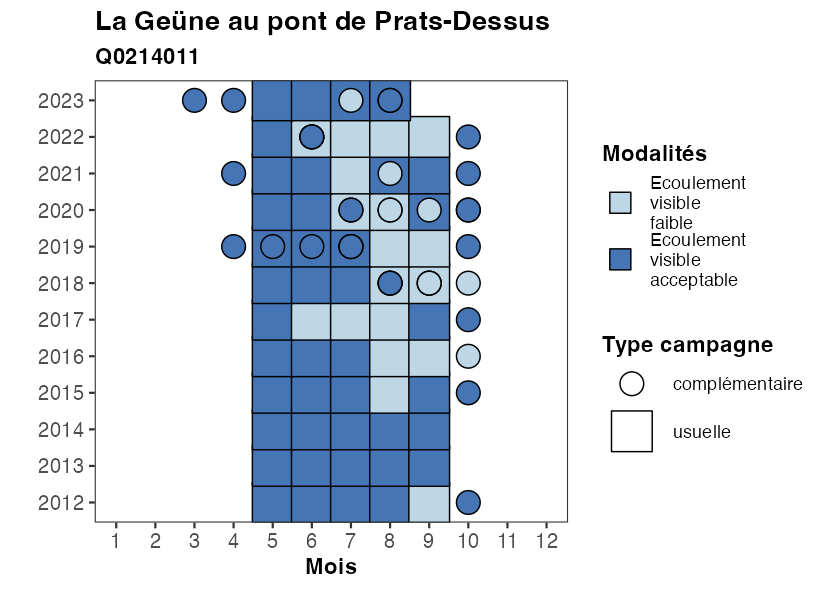 La Geüne au pont de Prats-Dessus
Q0214011
2023
2022
2021
2020
2019
2018
2017
2016
2015
2014
2013
2012
1 2 3 4 5 6 7 8 9 10 11 12
Mois
Modalités
Ecoulement
visible
faible
Ecoulement
visible
acceptable
Type campagne
complémentaire
usuelle